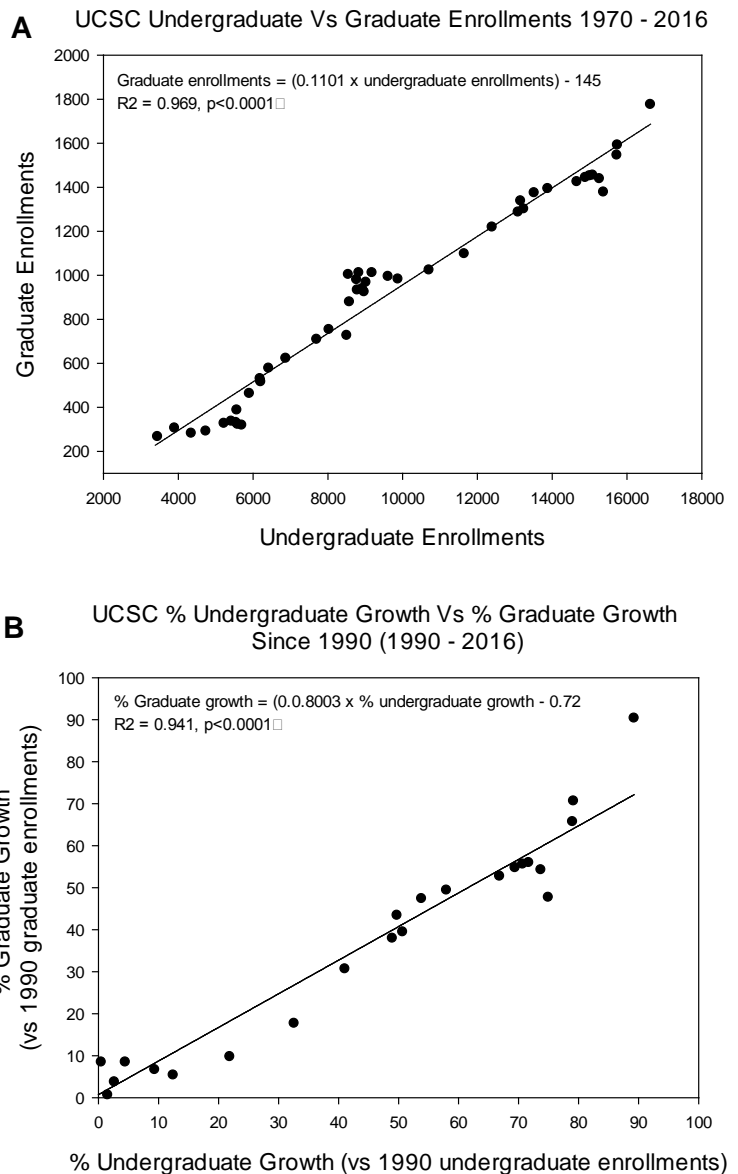 A
UCSC Undergraduate Vs Graduate Enrollments 1970 - 2016
Graduate enrollments = (0.1101 x undergraduate enrollments) - 145
R2 = 0.969, p<0.0001□
Graduate Enrollments
2000
1800
1600
1400
1200
1000
800
600
400
200
2000 4000 6000 8000 10000 12000 14000 16000 18000
Undergraduate Enrollments
B
UCSC % Undergraduate Growth Vs % Graduate Growth
Since 1990 (1990 - 2016)
% Graduate growth = (0.0.8003 x % undergraduate growth - 0.72
R2 = 0.941, p<0.0001□
% Graduate Growth
(vs 1990 graduate enrollments)
100
90
80
70
60
50
40
30
20
10
0
0 10 20 30 40 50 60 70 80 90 100
% Undergraduate Growth (vs 1990 undergraduate enrollments)